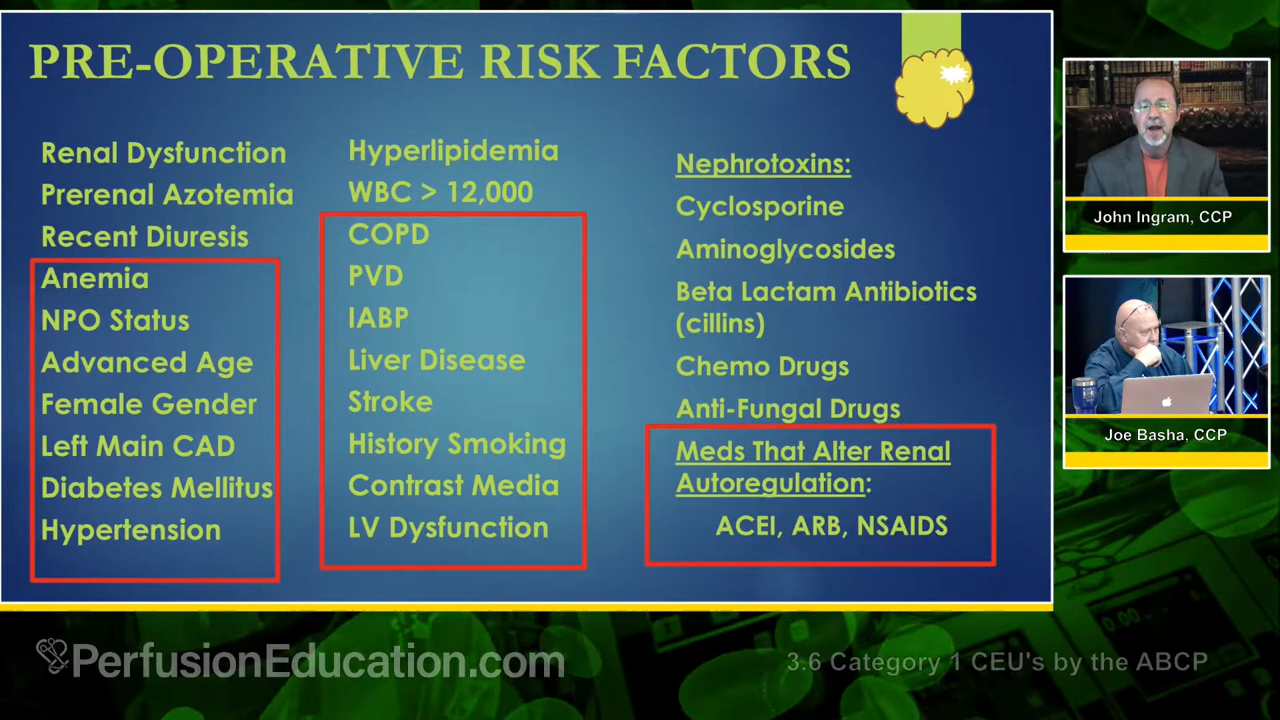 PRE-OPERATIVE RISK FACTORS
Renal Dysfunction
Prerenal Azotemia
Recent Diuresis
Anemia
NPO Status
Advanced Age
Female Gender
Left Main CAD
Diabetes Mellitus
Hypertension
Hyperlipidemia
WBC > 12,000
COPD
PVD
IABP
Liver Disease
Stroke
History Smoking
Contrast Media
LV Dysfunction
Nephrotoxins:
Cyclosporine
Aminoglycosides
Beta Lactam Antibiotics
(cillins)
Chemo Drugs
Anti-Fungal Drugs
Meds That Alter Renal
Autoregulation:
ACEI, ARB, NSAIDS
John Ingram, CCP
Joe Basha, CCP
PerfusionEducation.com
3.6 Category 1 CEU's by the ABCP